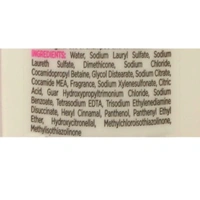 INGREDIENTS: Water, Sodium Lauryl Sulfate, Sodium
Laureth Sulfate, Dimethicone, Sodium Chloride,
Cocamidopropyl Betaine, Glycol Distearate, Sodium Citrate,
Cocamide MEA, Fragrance, Sodium Xylenesulfonate, Citric
Acid, Guar Hydroxypropyltrimonium Chloride, Sodium
Benzoate, Tetrasodium EDTA, Trisodium Ethylenediamine
Disuccinate, Hexyl Cinnamal, Panthenol, Panthenyl Ethyl
Ether, Hydroxycitronellal, Methylchloroisothiazolinone,
Methylisothiazolinone